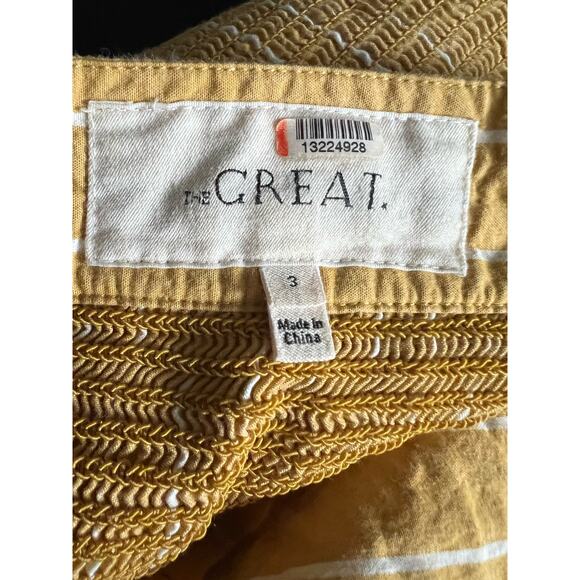 13224928
THE GREAT.
3
Made in
China